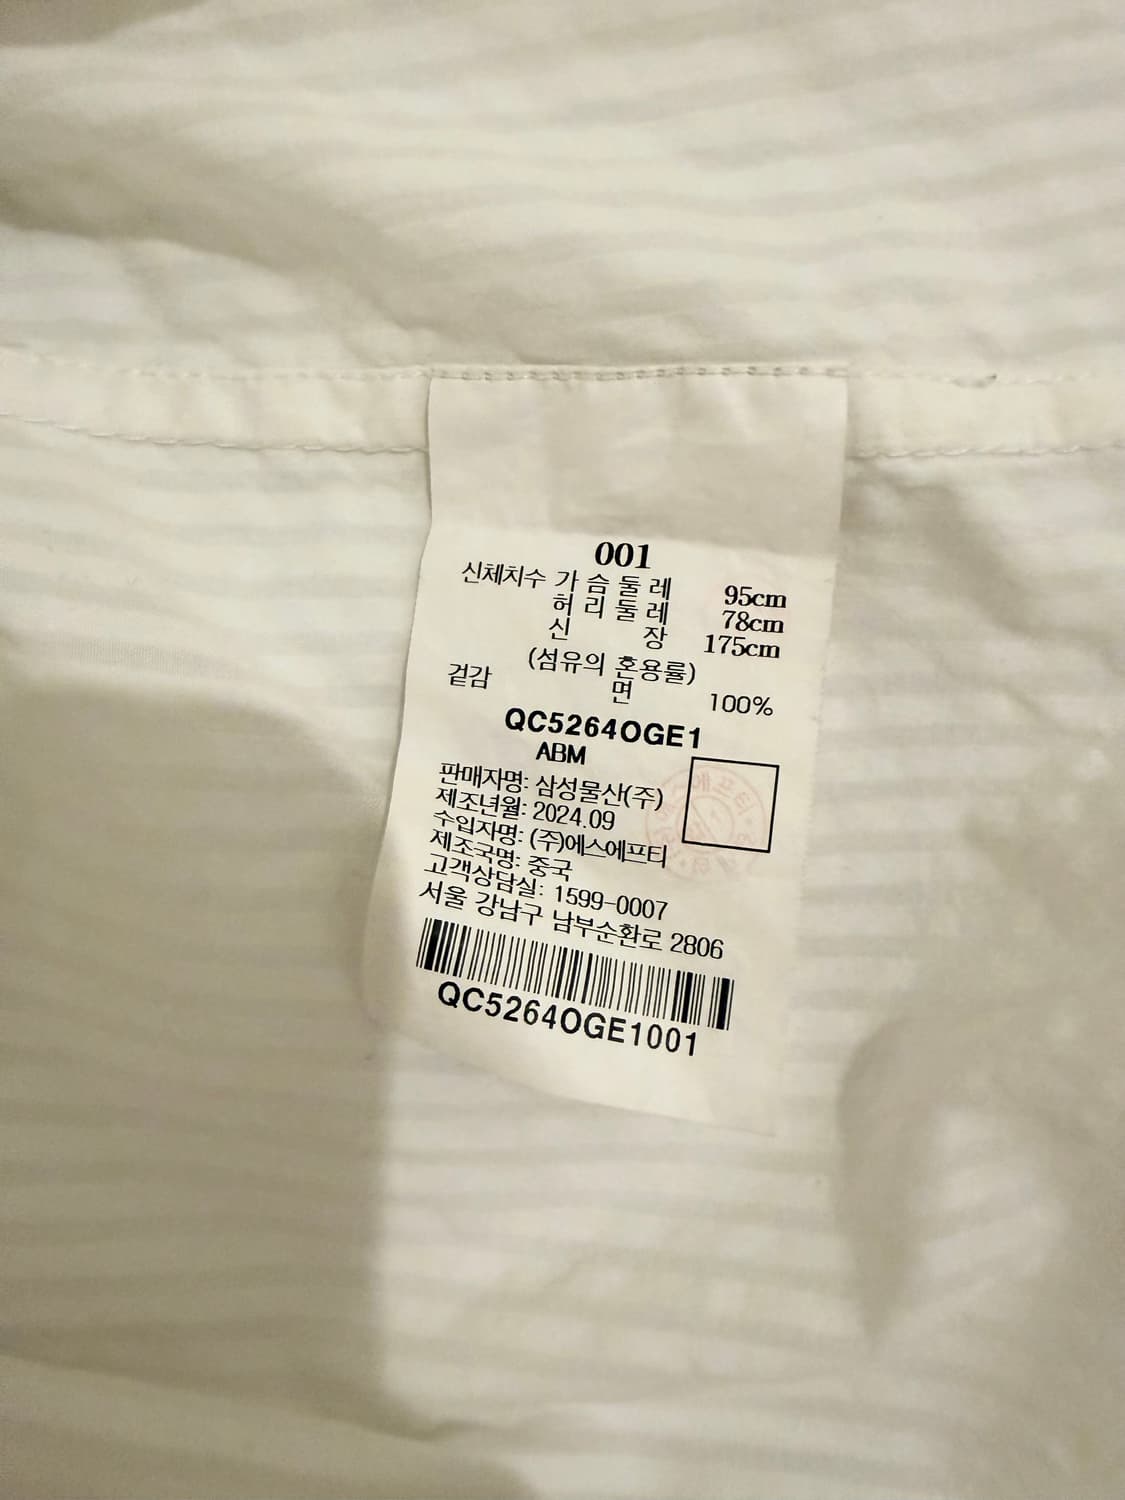 001
신체치수 가슴둘레 95cm
허리둘레 78cm
신장 175cm
(섬유의 혼용률)
겉감 면 100%
QC5264OGE1
ABM
판매자명: 삼성물산(주)
제조년월: 2024.09
수입자명: (주)에스에프티
제조국명: 중국
고객상담실: 1599-0007
서울 강남구 남부순환로 2806
QC5264OGE1001